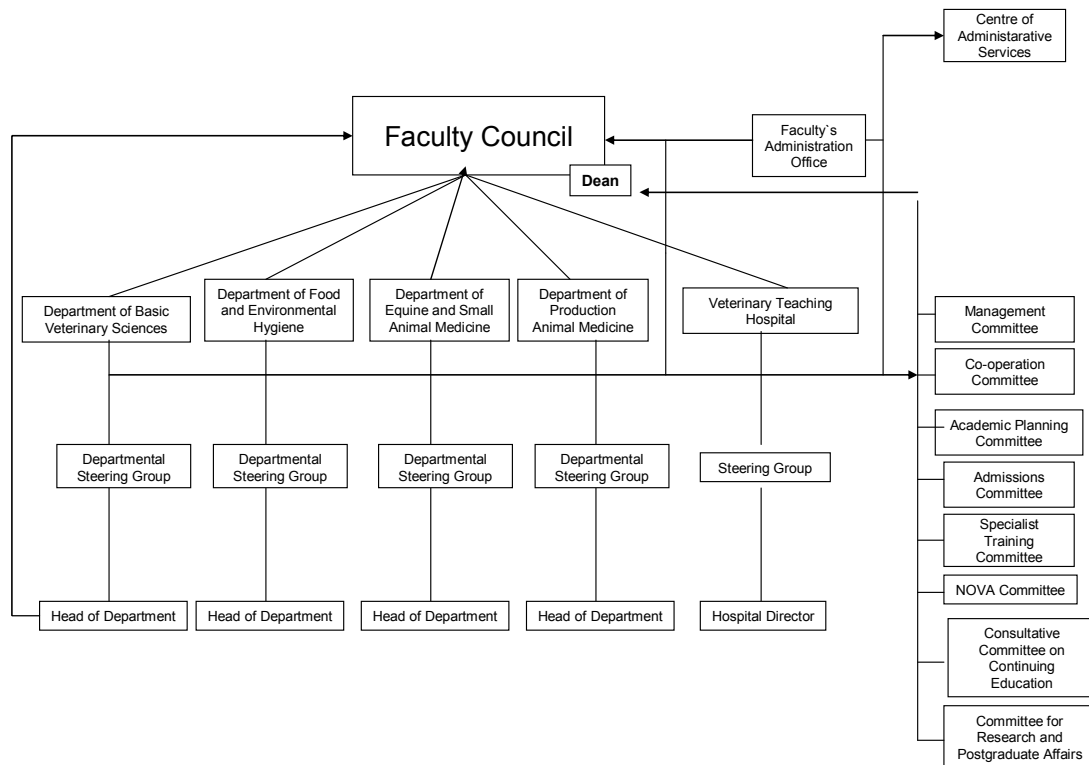 Centre of
Administarative
Services
Faculty Council
Faculty`s
Administration
Office
Dean
Department of Basic
Veterinary Sciences
Department of Food
and Environmental
Hygiene
Department of
Equine and Small
Animal Medicine
Department of
Production
Animal Medicine
Veterinary Teaching
Hospital
Management
Committee
Co-operation
Committee
Academic Planning
Committee
Departmental
Steering Group
Departmental
Steering Group
Departmental
Steering Group
Departmental
Steering Group
Steering Group
Admissions
Committee
Specialist
Training
Committee
NOVA Committee
Head of Department
Head of Department
Head of Department
Head of Department
Hospital Director
Consultative
Committee on
Continuing
Education
Committee for
Research and
Postgraduate Affairs